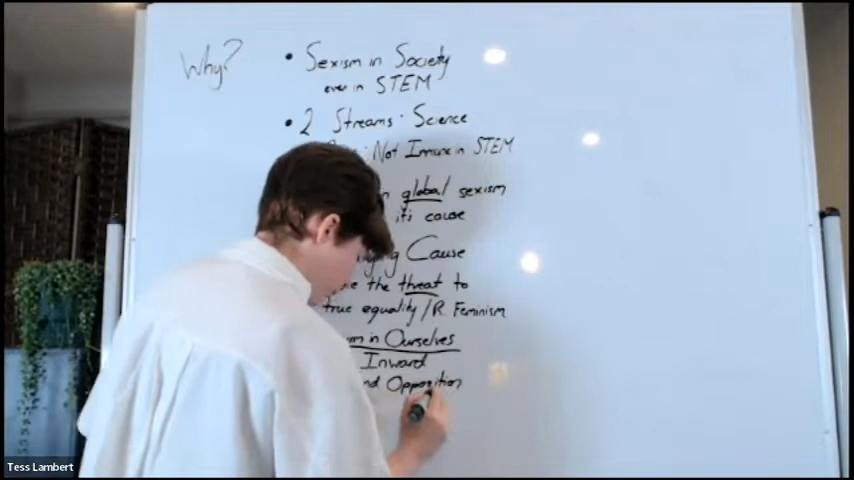 Why?
• Sexism in Society
even in STEM
• 2 Streams · Science
: Not Immune in STEM
global sexism
its cause
Cause
the threat to
true equality/R. Feminism
in Ourselves
Inward
Opposition
Tess Lambert